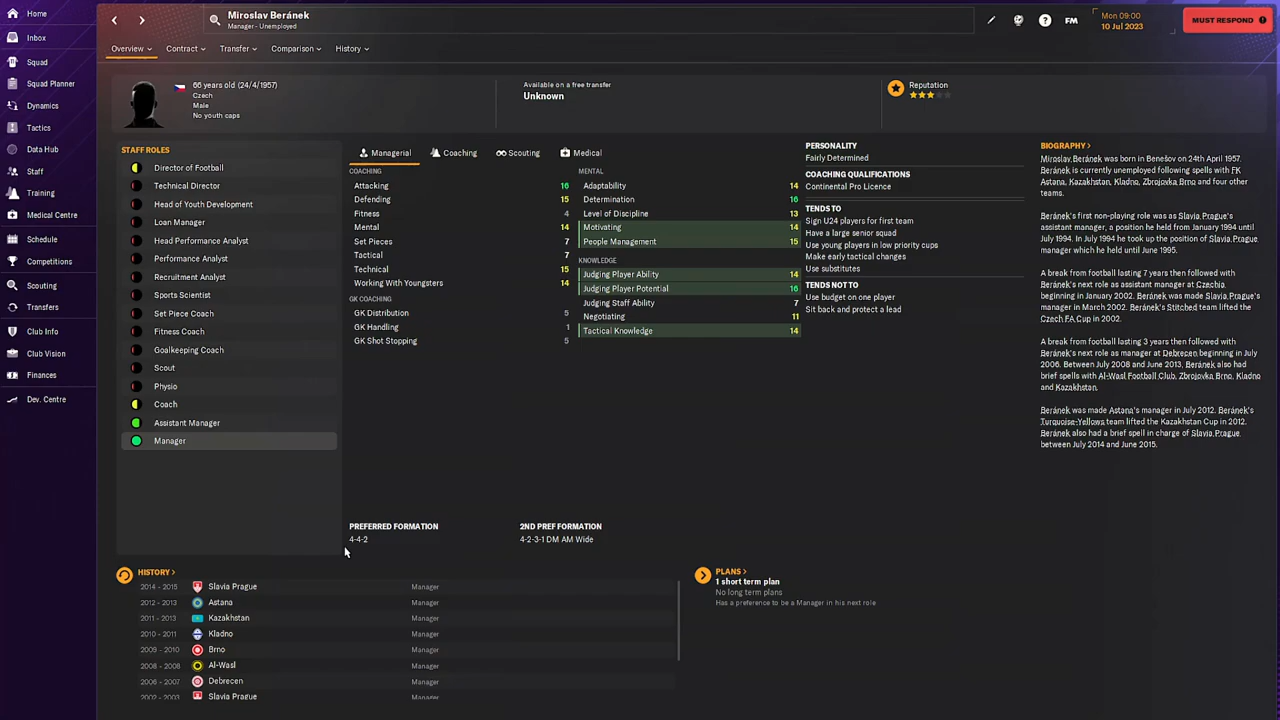 Home
Inbox
Squad
Squad Planner
Dynamics
Tactics
Data Hub
Staff
Training
Medical Centre
Schedule
Competitions
Scouting
Transfers
Club Info
Club Vision
Finances
Dev. Centre
Miroslav Beránek
Manager - Unemployed
FM
Mon 09:00
10 Jul 2023
MUST RESPOND
Overview
Contract
Transfer
Comparison
History
66 years old (24/4/1957)
Czech
Male
No youth caps
Available on a free transfer
Unknown
Reputation
STAFF ROLES
Director of Football
Technical Director
Head of Youth Development
Loan Manager
Head Performance Analyst
Performance Analyst
Recruitment Analyst
Sports Scientist
Set Piece Coach
Fitness Coach
Goalkeeping Coach
Scout
Physio
Coach
Assistant Manager
Manager
Managerial
Coaching
Scouting
Medical
COACHING
Attacking 16
Defending 15
Fitness 4
Mental 14
Set Pieces 7
Tactical 7
Technical 15
Working With Youngsters 14
GK COACHING
GK Distribution 5
GK Handling 1
GK Shot Stopping 5
MENTAL
Adaptability 14
Determination 16
Level of Discipline 13
Motivating 14
People Management 15
KNOWLEDGE
Judging Player Ability 14
Judging Player Potential 16
Judging Staff Ability 7
Negotiating 11
Tactical Knowledge 14
PERSONALITY
Fairly Determined
COACHING QUALIFICATIONS
Continental Pro Licence
TENDS TO
Sign U24 players for first team
Have a large senior squad
Use young players in low priority cups
Make early tactical changes
Use substitutes
TENDS NOT TO
Use budget on one player
Sit back and protect a lead
BIOGRAPHY >
Miroslav Beránek was born in Benešov on 24th April 1957.
Beránek is currently unemployed following spells with FK
Astana, Kazakhstan, Kladno, Zbrojovka Brno and four other
teams.
Beránek's first non-playing role was as Slavia Prague's
assistant manager, a position he held from January 1994 until
July 1994. In July 1994 he took up the position of Slavia Prague
manager which he held until June 1995.
A break from football lasting 7 years then followed with
Beránek's next role as assistant manager at Czechia
beginning in January 2002. Beránek was made Slavia Prague's
manager in March 2002. Beránek's Stitched team lifted the
Czech FA Cup in 2002.
A break from football lasting 3 years then followed with
Beránek's next role as manager at Debrecen beginning in July
2006. Between July 2008 and June 2013, Beránek also had
brief spells with Al-Wasl Football Club, Zbrojovka Brno, Kladno
and Kazakhstan.
Beránek was made Astana's manager in July 2012. Beránek's
Turquoise-Yellows team lifted the Kazakhstan Cup in 2012.
Beránek also had a brief spell in charge of Slavia Prague
between July 2014 and June 2015.
PREFERRED FORMATION
4-4-2
2ND PREF FORMATION
4-2-3-1 DM AM Wide
HISTORY >
2014 - 2015 Slavia Prague Manager
2012 - 2013 Astana Manager
2011 - 2013 Kazakhstan Manager
2010 - 2011 Kladno Manager
2009 - 2010 Brno Manager
2008 - 2008 Al-Wasl Manager
2006 - 2007 Debrecen Manager
2002 - 2003 Slavia Prague Manager
PLANS >
1 short term plan
No long term plans
Has a preference to be a Manager in his next role